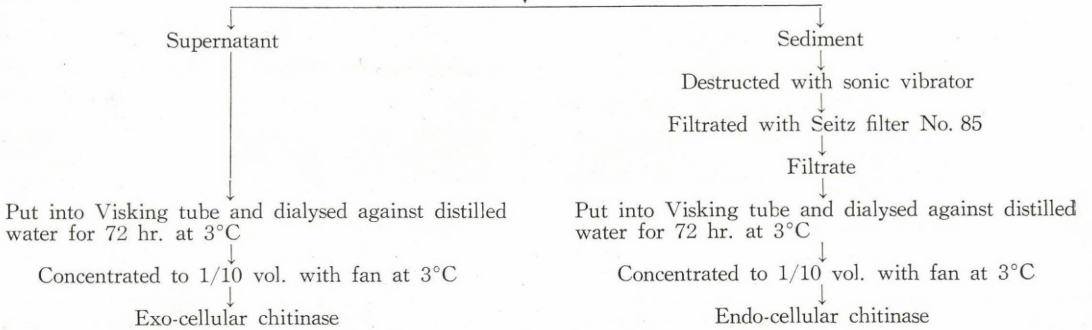 Supernatant
Put into Visking tube and dialysed against distilled
water for 72 hr. at 3°C
Concentrated to 1/10 vol. with fan at 3°C
Exo-cellular chitinase
Sediment
Destructed with sonic vibrator
Filtrated with Seitz filter No. 85
Filtrate
Put into Visking tube and dialysed against distilled
water for 72 hr. at 3°C
Concentrated to 1/10 vol. with fan at 3°C
Endo-cellular chitinase